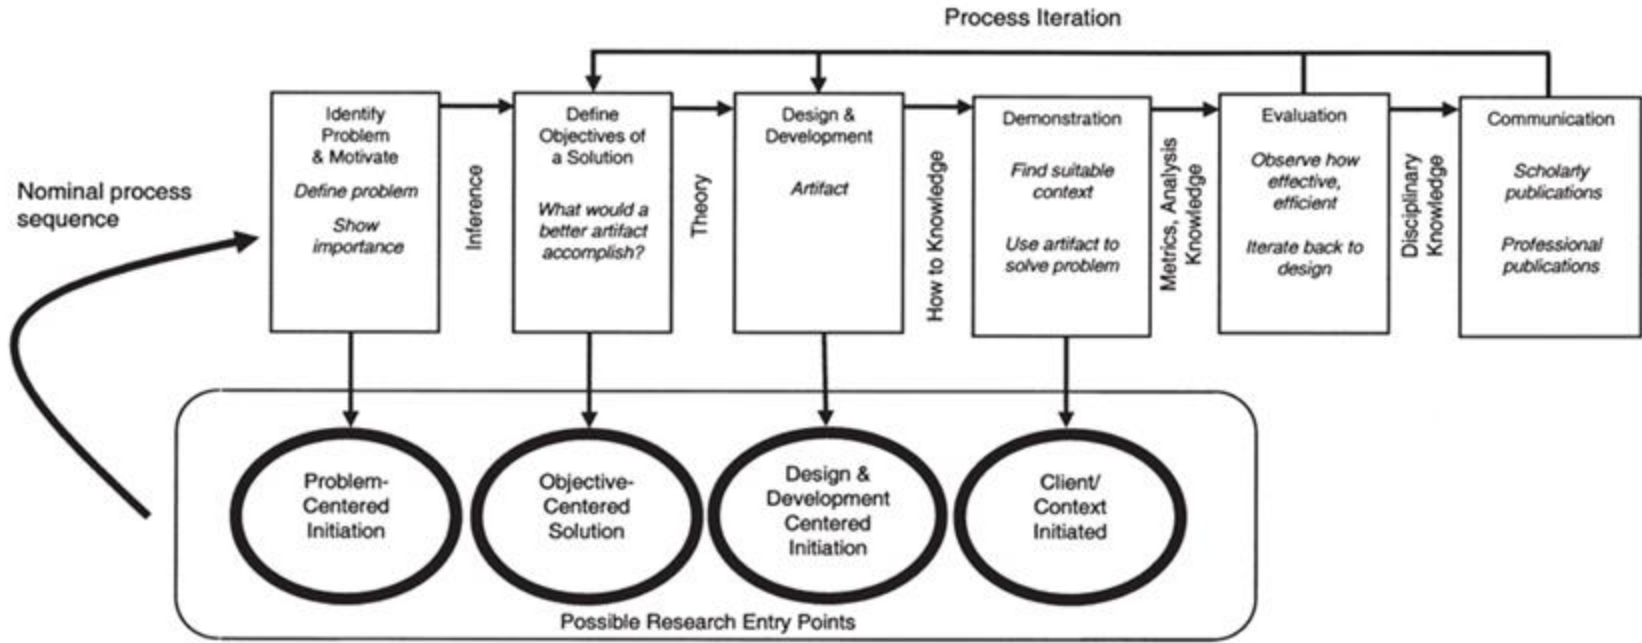 Process Iteration
Nominal process
sequence
Identify
Problem
& Motivate
Define problem
Show
importance
Inference
Define
Objectives of
a Solution
What would a
better artifact
accomplish?
Theory
Design &
Development
Artifact
How to Knowledge
Demonstration
Find suitable
context
Use artifact to
solve problem
Metrics, Analysis
Knowledge
Evaluation
Observe how
effective,
efficient
Iterate back to
design
Disciplinary
Knowledge
Communication
Scholarly
publications
Professional
publications
Problem-
Centered
Initiation
Objective-
Centered
Solution
Design &
Development
Centered
Initiation
Client/
Context
Initiated
Possible Research Entry Points